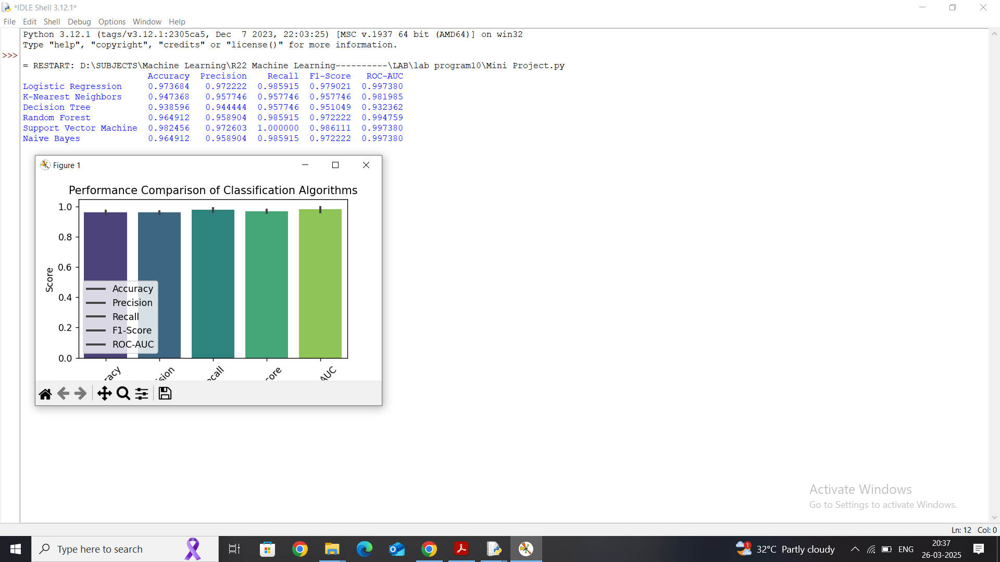 *IDLE Shell 3.12.1*
File Edit Shell Debug Options Window Help
Python 3.12.1 (tags/v3.12.1:2305ca5, Dec  7 2023, 22:03:25) [MSC v.1937 64 bit (AMD64)] on win32
Type "help", "copyright", "credits" or "license()" for more information.
>>>
= RESTART: D:\SUBJECTS\Machine Learning\R22 Machine Learning----------\LAB\lab program10\Mini Project.py
Accuracy Precision Recall F1-Score ROC-AUC
Logistic Regression 0.973684 0.972222 0.985915 0.979021 0.997380
K-Nearest Neighbors 0.947368 0.957746 0.957746 0.957746 0.981985
Decision Tree 0.938596 0.944444 0.957746 0.951049 0.932362
Random Forest 0.964912 0.958904 0.985915 0.972222 0.994759
Support Vector Machine 0.982456 0.972603 1.000000 0.986111 0.997380
Naive Bayes 0.964912 0.958904 0.985915 0.972222 0.997380
Figure 1
Performance Comparison of Classification Algorithms
1.0
0.8
0.6
0.4
0.2
0.0
Score
Accuracy
Precision
Recall
F1-Score
ROC-AUC
racy ision ecall core AUC
Activate Windows
Go to Settings to activate Windows.
Ln: 12 Col: 0
Type here to search
1
32°C Partly cloudy
ENG
20:37
26-03-2025